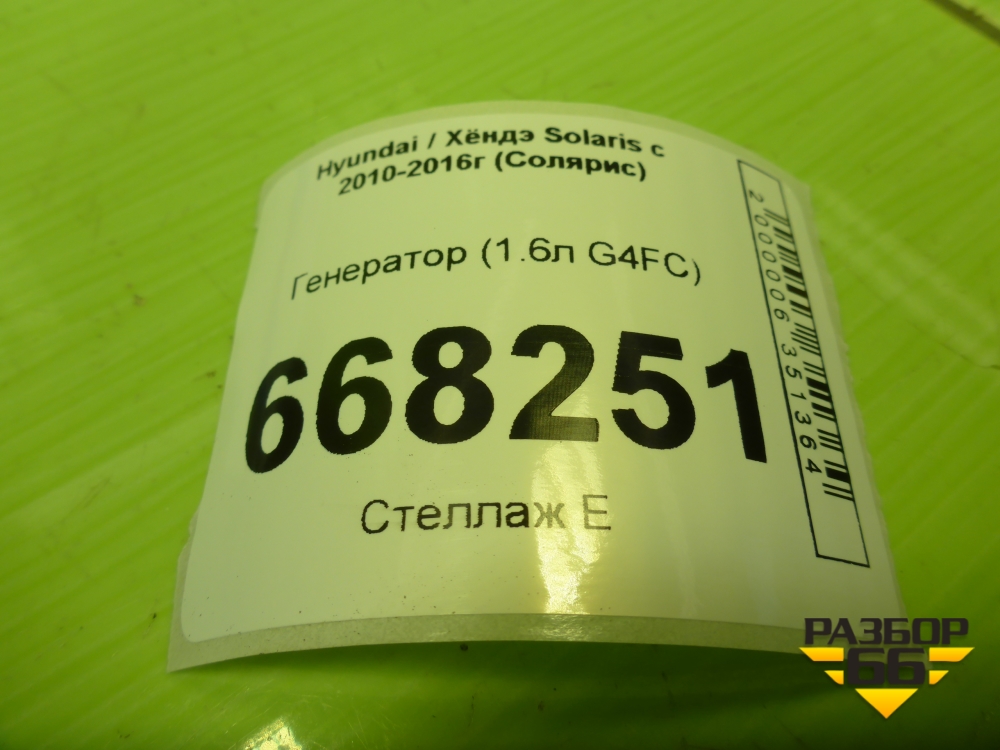 Hyundai / Хёндэ Solaris с
2010-2016г (Солярис)
Генератор (1.6л G4FC)
668251
Стеллаж Е
2000006351364
РАЗБОР
66